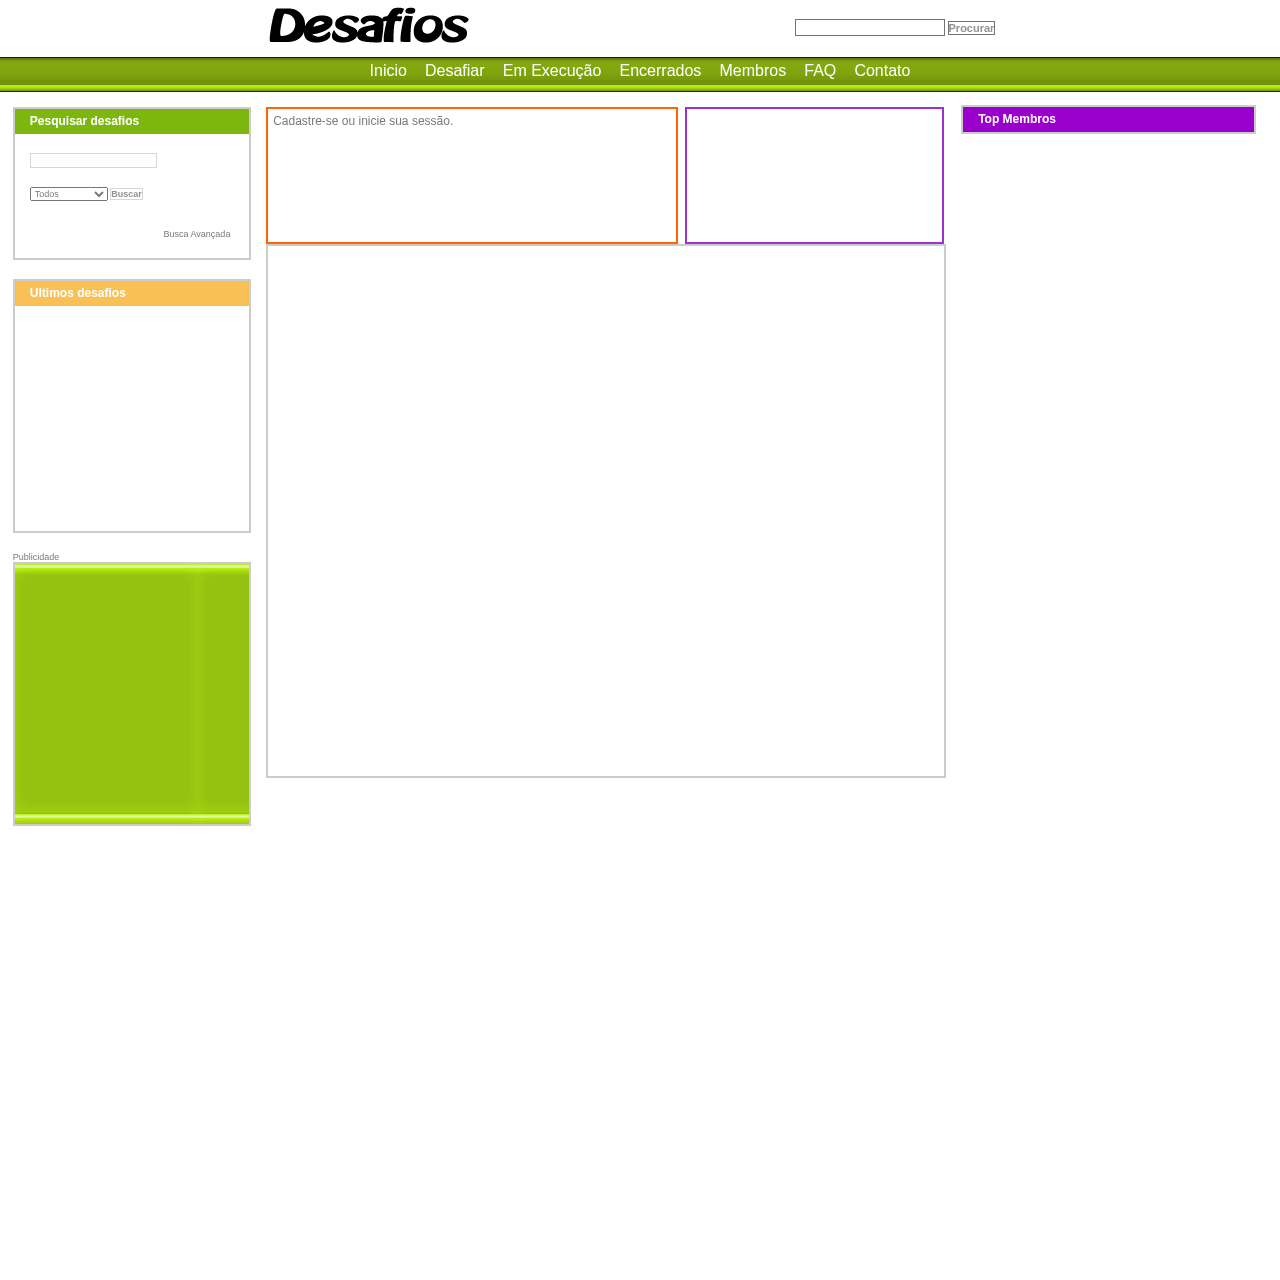 Desafios
Procurar
Inicio Desafiar Em Execução Encerrados Membros FAQ Contato
Pesquisar desafios
Todos Buscar
Busca Avançada
Ultimos desafios
Publicidade
Cadastre-se ou inicie sua sessão.
Top Membros